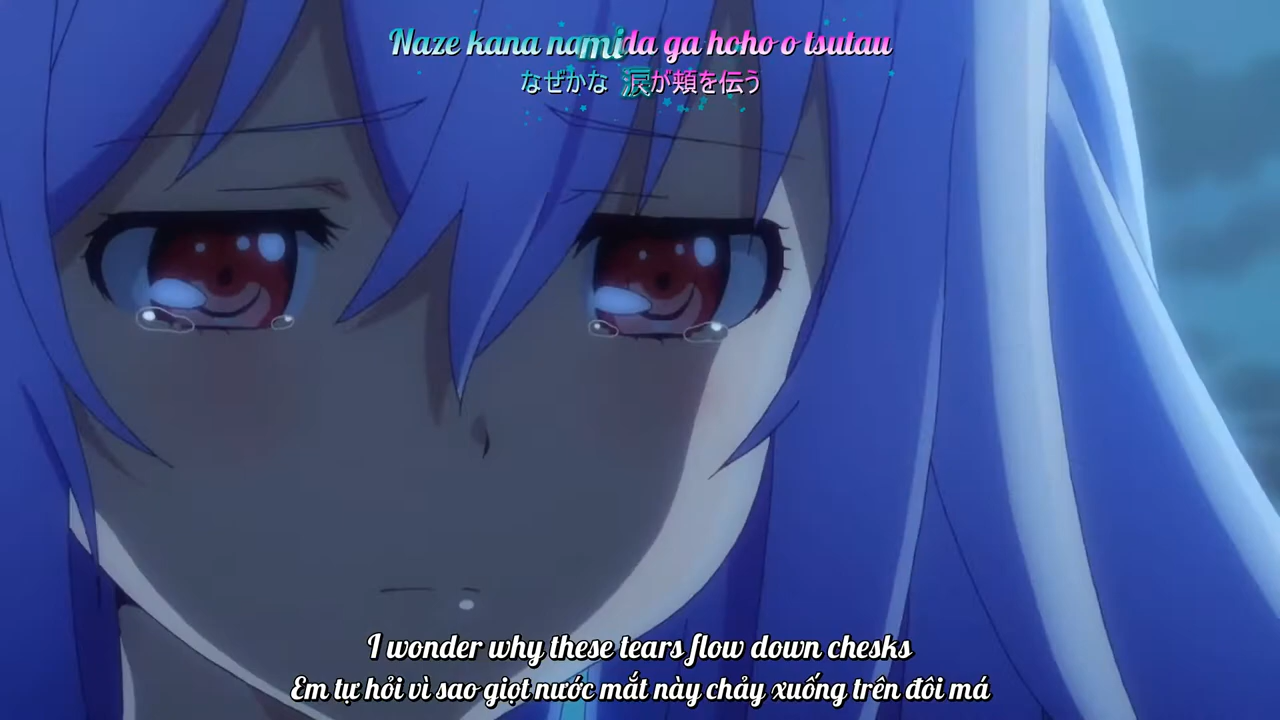 Naze kana namida ga hoho o tsutau
なぜかな 涙が頬を伝う
I wonder why these tears flow down chesks
Em tự hỏi vì sao giọt nước mắt này chảy xuống trên đôi má